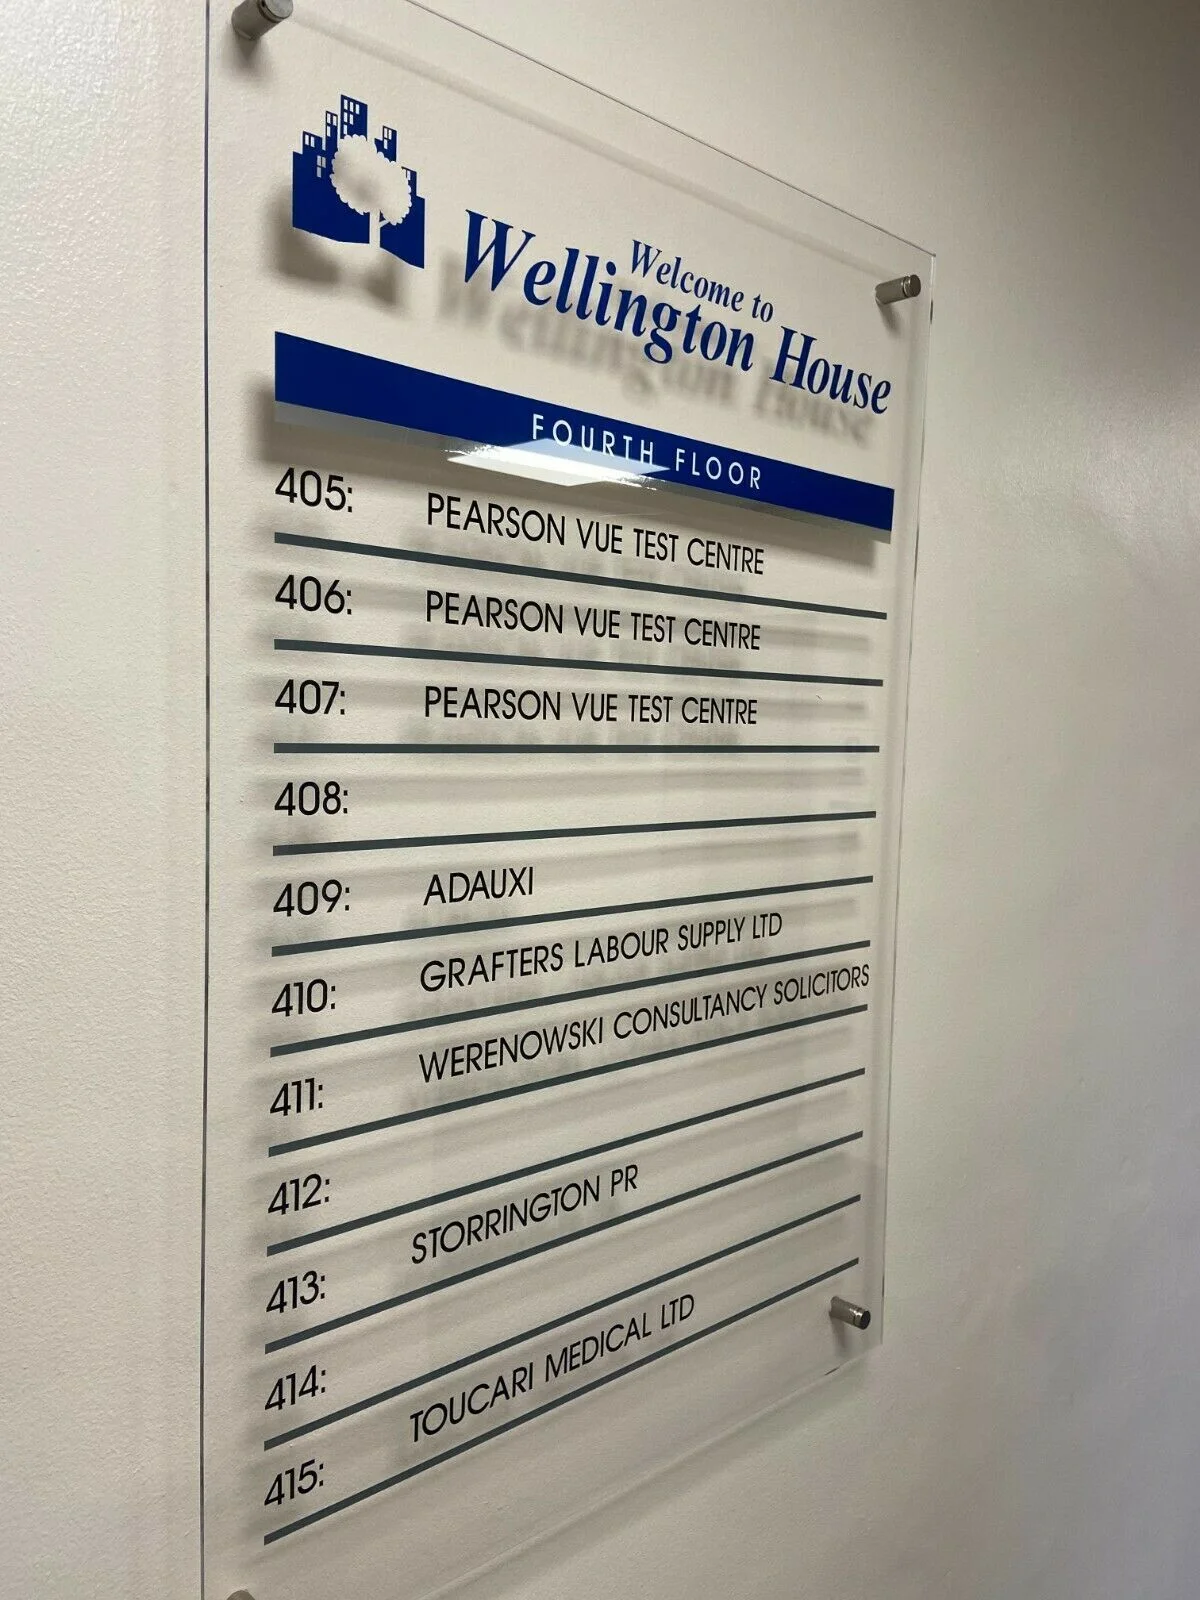 Welcome to
Wellington House
FOURTH FLOOR
405: PEARSON VUE TEST CENTRE
406: PEARSON VUE TEST CENTRE
407: PEARSON VUE TEST CENTRE
408:
409: ADAUXI
410: GRAFTERS LABOUR SUPPLY LTD
411: WERENOWSKI CONSULTANCY SOLICITORS
412:
413: STORRINGTON PR
414:
415: TOUCARI MEDICAL LTD